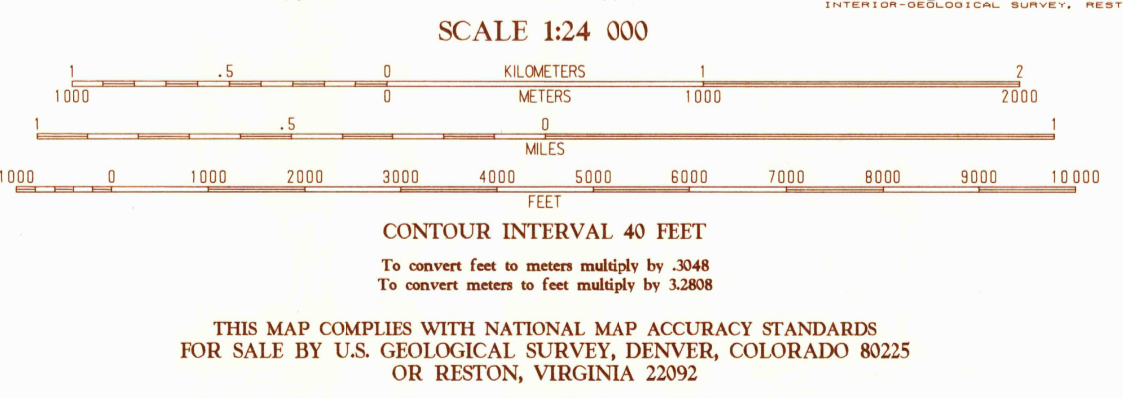 INTERIOR-GEOLOGICAL SURVEY, REST
SCALE 1:24 000
1 .5 0 KILOMETERS 1 2
1000 0 METERS 1000 2000
1 .5 0 1
MILES
1000 0 1000 2000 3000 4000 5000 6000 7000 8000 9000 10 000
FEET
CONTOUR INTERVAL 40 FEET
To convert feet to meters multiply by .3048
To convert meters to feet multiply by 3.2808
THIS MAP COMPLIES WITH NATIONAL MAP ACCURACY STANDARDS
FOR SALE BY U.S. GEOLOGICAL SURVEY, DENVER, COLORADO 80225
OR RESTON, VIRGINIA 22092